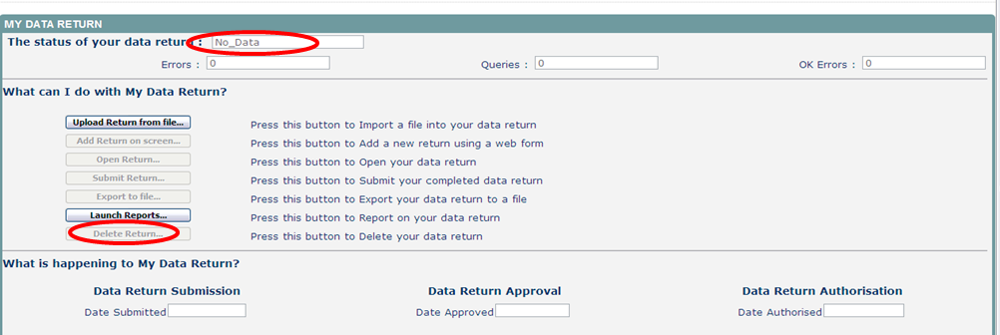 MY DATA RETURN
The status of your data return : No_Data
Errors : 0 Queries : 0 OK Errors : 0
What can I do with My Data Return?
Upload Return from file... Press this button to Import a file into your data return
Add Return on screen... Press this button to Add a new return using a web form
Open Return... Press this button to Open your data return
Submit Return... Press this button to Submit your completed data return
Export to file... Press this button to Export your data return to a file
Launch Reports... Press this button to Report on your data return
Delete Return... Press this button to Delete your data return
What is happening to My Data Return?
Data Return Submission Data Return Approval Data Return Authorisation
Date Submitted Date Approved Date Authorised